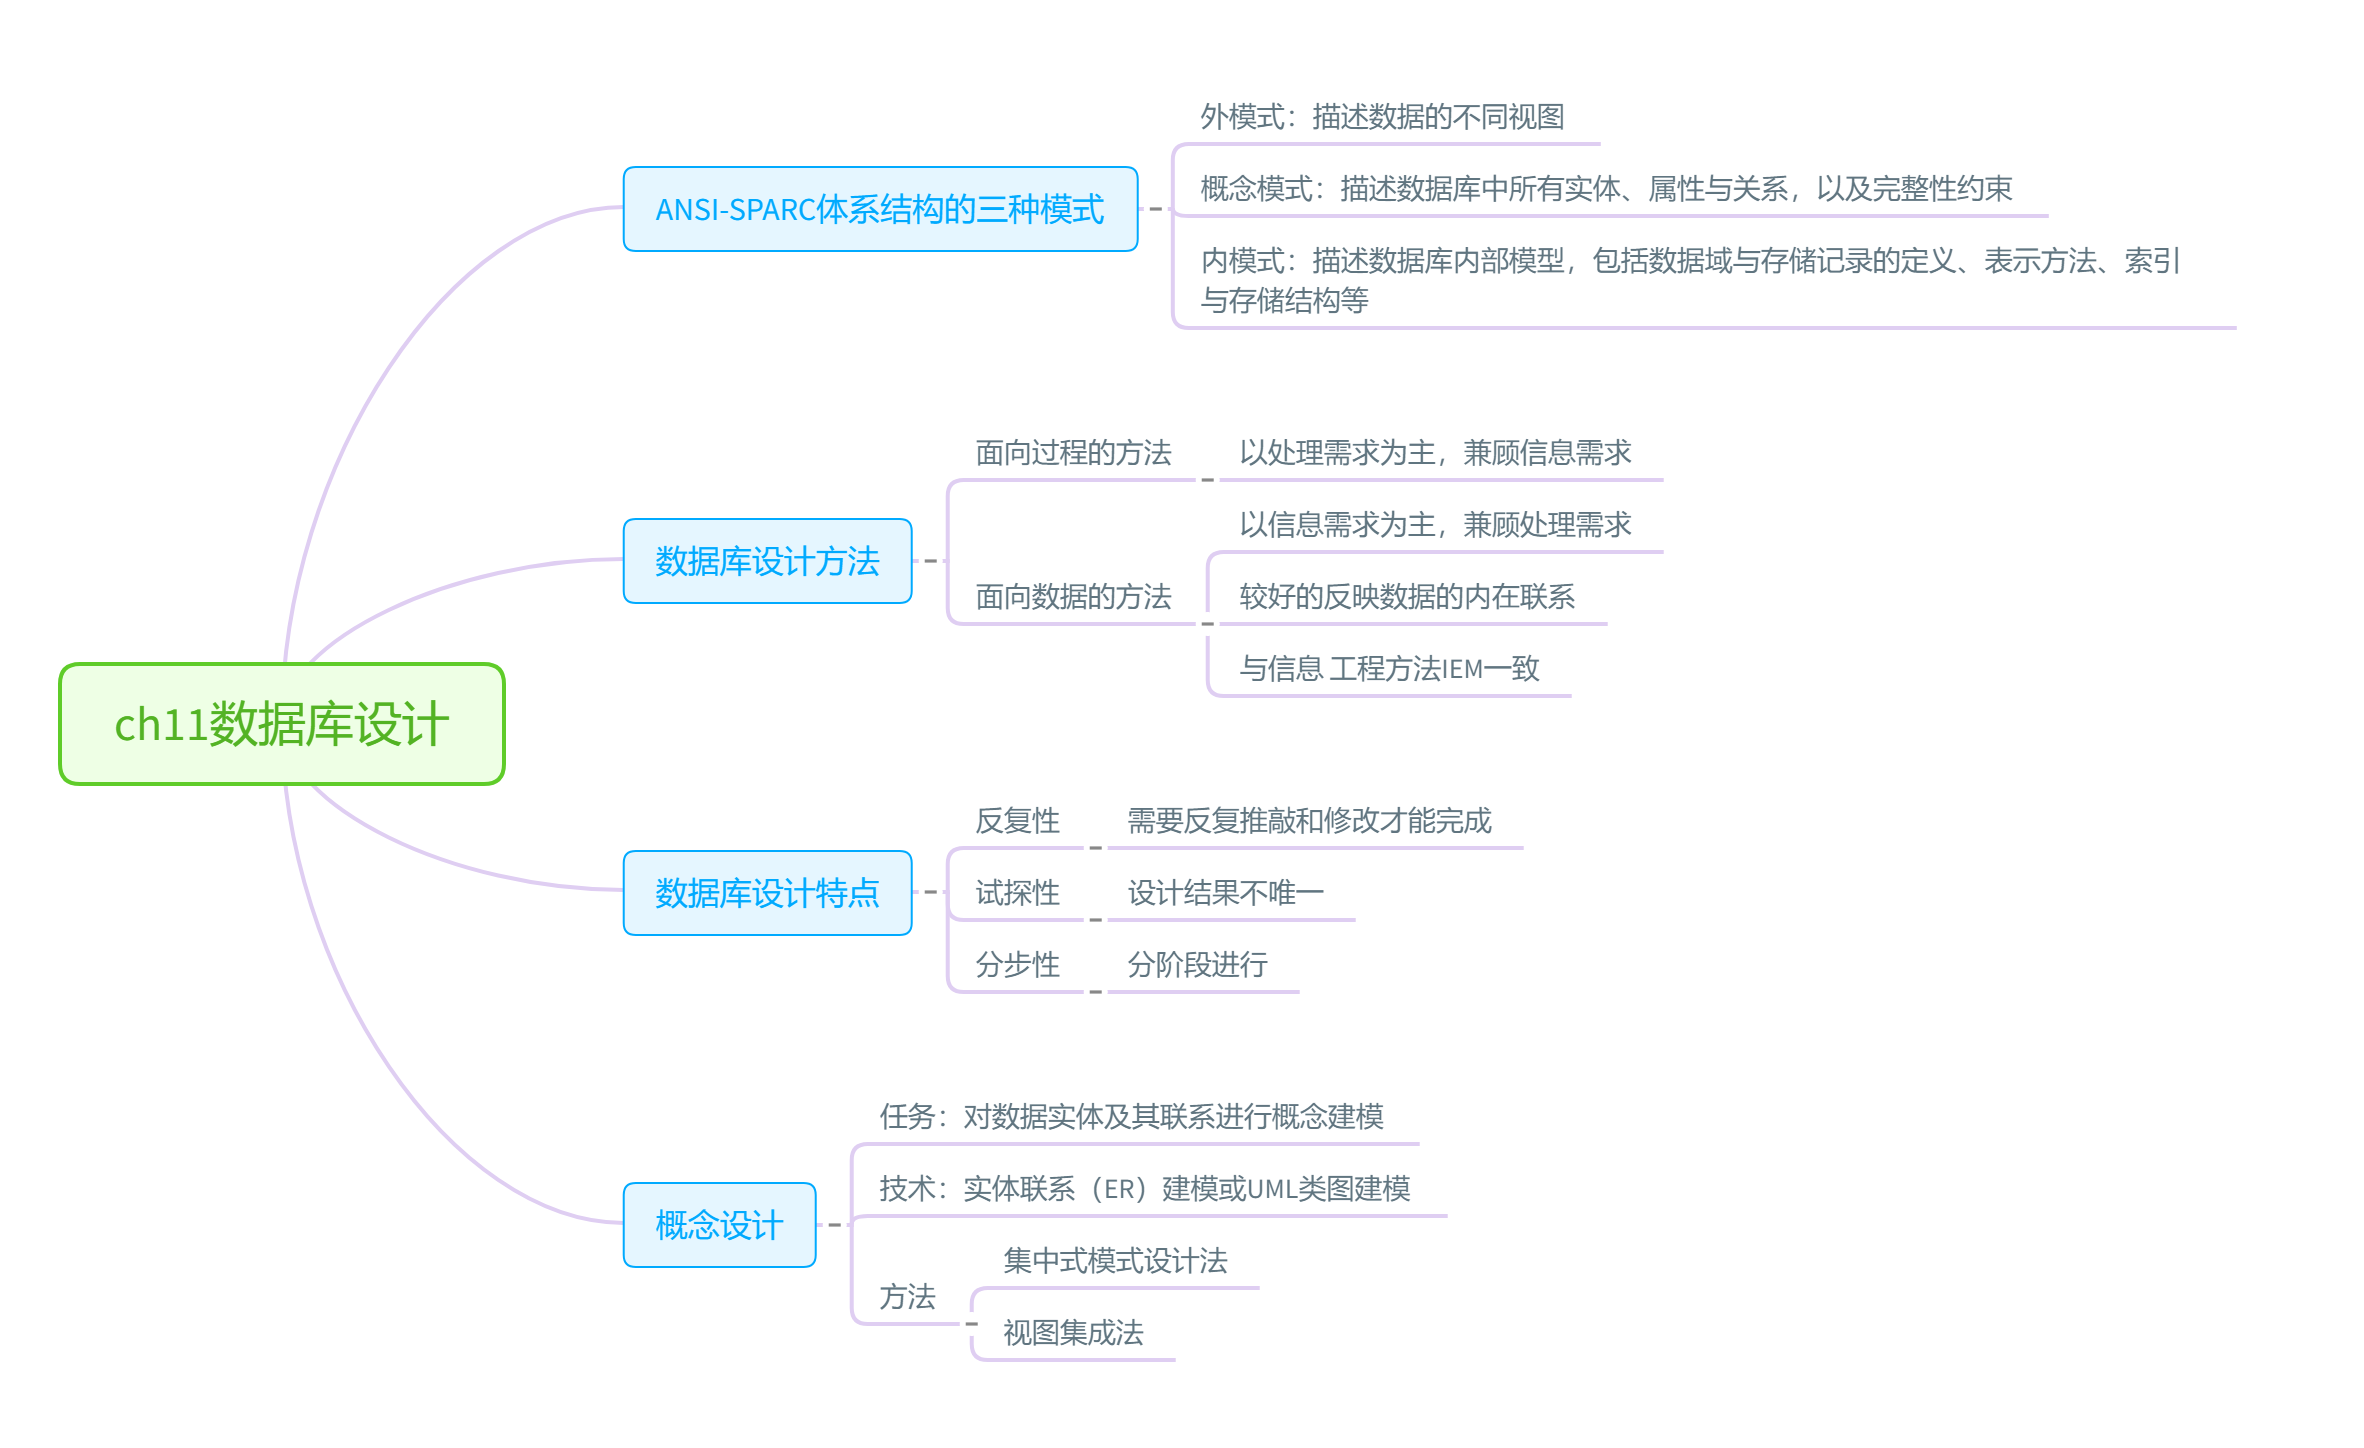 ch11数据库设计
ANSI-SPARC体系结构的三种模式
外模式：描述数据的不同视图
概念模式：描述数据库中所有实体、属性与关系，以及完整性约束
内模式：描述数据库内部模型，包括数据域与存储记录的定义、表示方法、索引
与存储结构等
数据库设计方法
面向过程的方法
以处理需求为主，兼顾信息需求
面向数据的方法
以信息需求为主，兼顾处理需求
较好的反映数据的内在联系
与信息 工程方法IEM一致
数据库设计特点
反复性
需要反复推敲和修改才能完成
试探性
设计结果不唯一
分步性
分阶段进行
概念设计
任务：对数据实体及其联系进行概念建模
技术：实体联系（ER）建模或UML类图建模
方法
集中式模式设计法
视图集成法